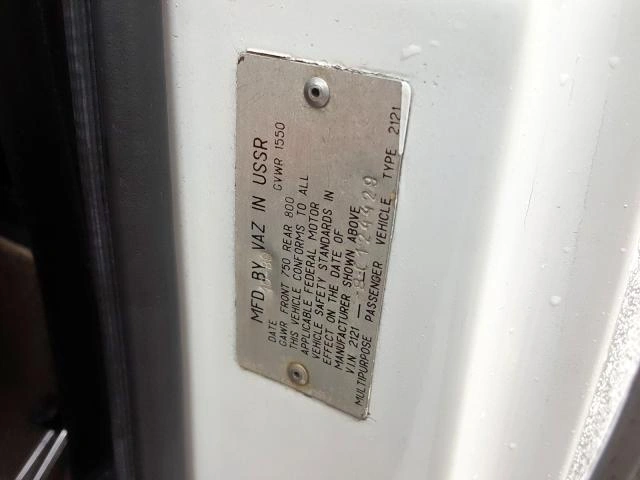 MFD BY VAZ IN USSR
DATE GVWR 1550
GAWR FRONT 750 REAR 800
THIS VEHICLE CONFORMS TO ALL
APPLICABLE FEDERAL MOTOR
VEHICLE SAFETY STANDARDS IN
EFFECT ON THE DATE OF
MANUFACTURER SHOWN ABOVE
VIN 2121
MULTIPURPOSE PASSENGER VEHICLE TYPE 2121